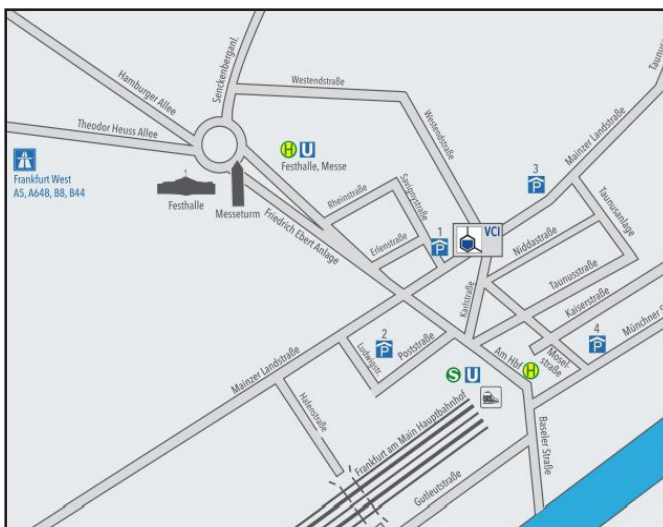 Hamburger Allee
Senckenberganl.
Theodor Heuss Allee
Westendstraße
Westendstraße
Mainzer Landstraße
H U
Festhalle, Messe
Frankfurt West
A5, A648, B8, B44
Festhalle
Messeturm
Friedrich Ebert Anlage
Rheinstraße
Savignystraße
Erlenstraße
3
P
1
P
VCI
Niddastraße
Taunusanlage
Taunusstraße
Karlstraße
Kaiserstraße
2
P
Ludwigstr.
Poststraße
Mainzer Landstraße
Hafenstraße
4
P
Am Hbf
H
Mosel-
straße
Münchner
S U
Frankfurt am Main Hauptbahnhof
Baseler Straße
Gutleutstraße